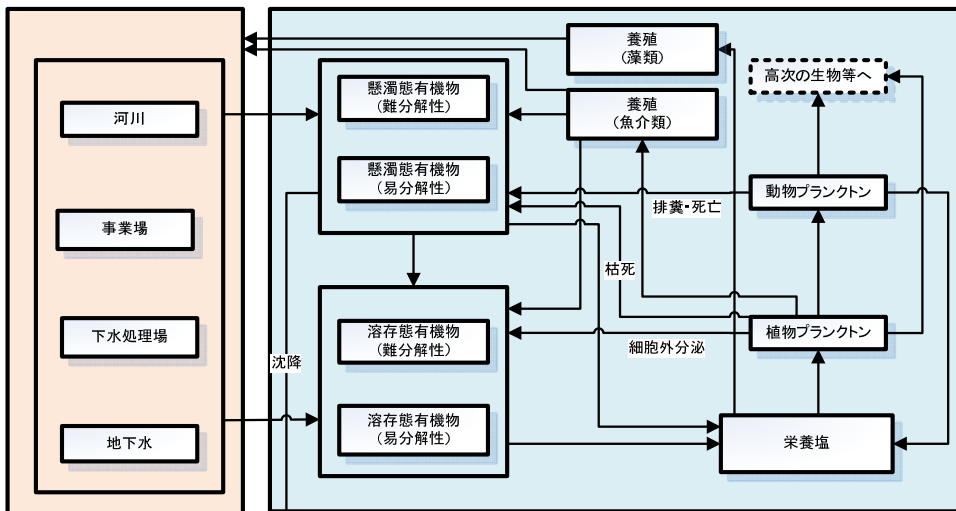 河川
事業場
下水処理場
地下水
懸濁態有機物
(難分解性)
懸濁態有機物
(易分解性)
溶存態有機物
(難分解性)
溶存態有機物
(易分解性)
沈降
養殖
(藻類)
養殖
(魚介類)
高次の生物等へ
動物プランクトン
排糞・死亡
枯死
植物プランクトン
細胞外分泌
栄養塩